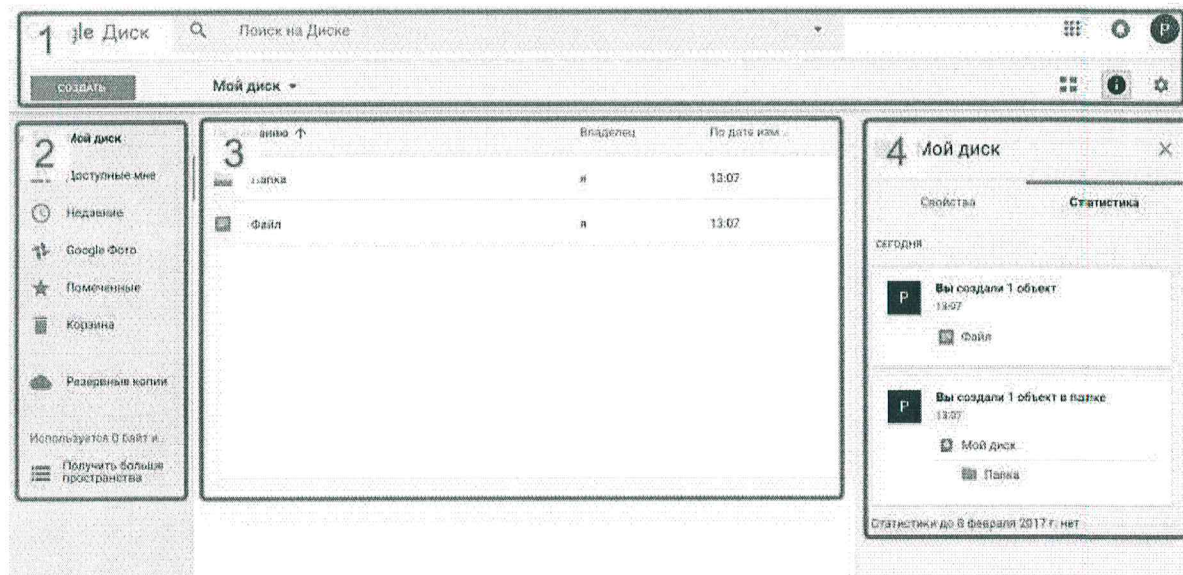 1 gle Диск Поиск на Диске P
СОЗДАТЬ Мой диск
2 Мой диск
Доступные мне
Недавние
Google Фото
Помеченные
Корзина
Резервные копии
Используется 0 байт и...
Получить больше
пространства
3 ↑ Владелец По дате изм...
Папка я 13:07
Файл я 13:07
4 Мой диск ×
Свойства Статистика
СЕГОДНЯ
P Вы создали 1 объект
13:07
Файл
P Вы создали 1 объект в папке
13:07
Мой диск
Папка
Статистики до 8 февраля 2017 г. нет